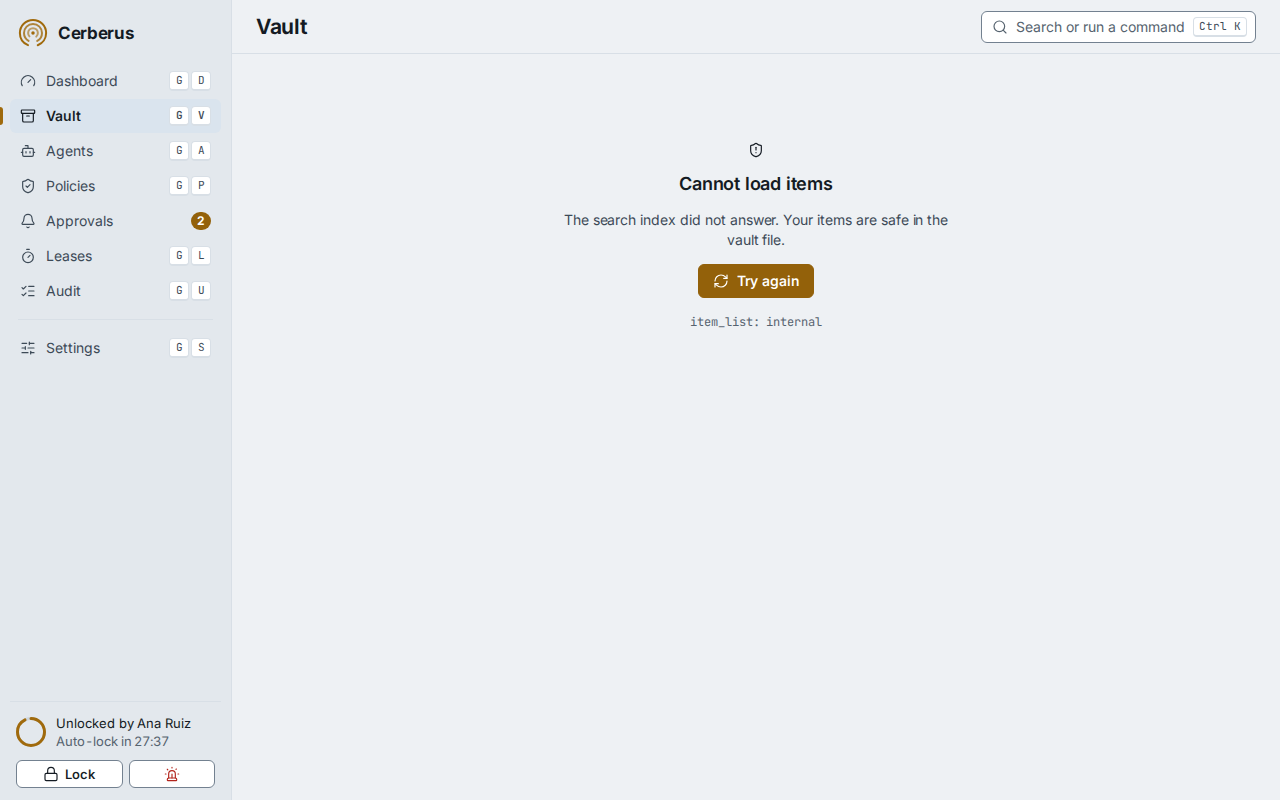 Cerberus
Vault
Search or run a command Ctrl K
Dashboard G D
Vault G V
Agents G A
Policies G P
Approvals 2
Leases G L
Audit G U
Settings G S
Cannot load items
The search index did not answer. Your items are safe in the
vault file.
Try again
item_list: internal
Unlocked by Ana Ruiz
Auto-lock in 27:37
Lock